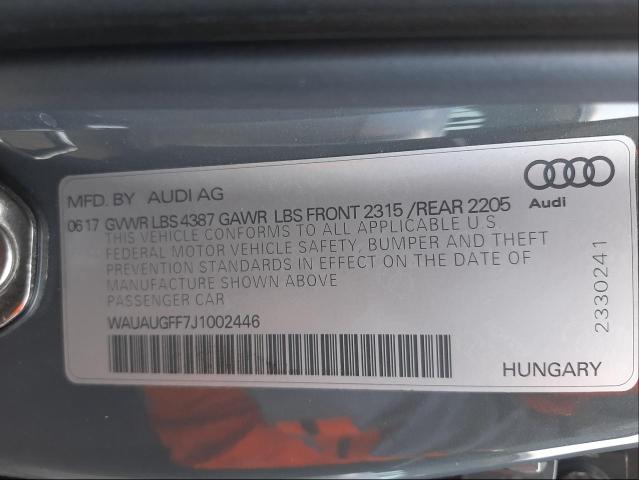 MFD. BY AUDI AG
Audi
06 17 GVWR LBS 4387 GAWR LBS FRONT 2315 /REAR 2205
THIS VEHICLE CONFORMS TO ALL APPLICABLE U.S.
FEDERAL MOTOR VEHICLE SAFETY, BUMPER AND THEFT
PREVENTION STANDARDS IN EFFECT ON THE DATE OF
MANUFACTURE SHOWN ABOVE
PASSENGER CAR
WAUAUGFF7J1002446
HUNGARY
2330241